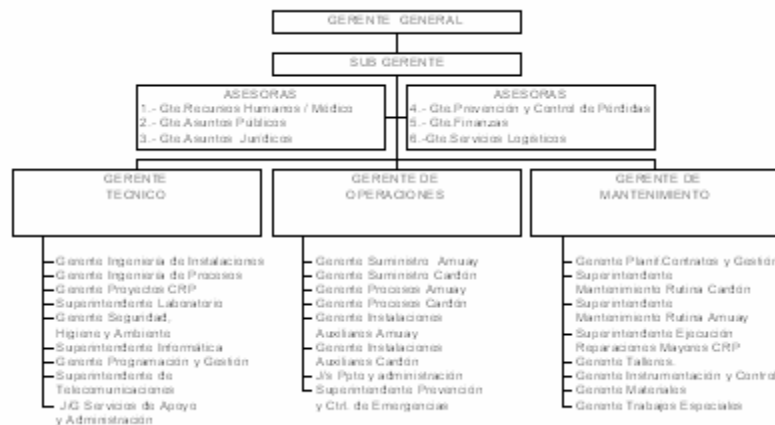 GERENTE GENERAL
SUB GERENTE
ASESORAS
1.- Gte.Recursos Humanos / Médico
2.- Gte.Asuntos Públicos
3.- Gte.Asuntos Jurídicos
ASESORAS
4.- Gte.Prevención y Control de Pérdidas
5.- Gte.Finanzas
6.-Gte.Servicios Logísticos
GERENTE
TECNICO
Gerente Ingeniería de Instalaciones
Gerente Ingeniería de Procesos
Gerente Proyectos CRP
Superintendente Laboratorio
Gerente Seguridad,
Higiene y Ambiente
Superintendente Informática
Gerente Programación y Gestión
Superintendente de
Telecomunicaciones
J/G Servicios de Apoyo
y Administración
GERENTE DE
OPERACIONES
Gerente Suministro Amuay
Gerente Suministro Cardón
Gerente Procesos Amuay
Gerente Procesos Cardón
Gerente Instalaciones
Auxiliares Amuay
Gerente Instalaciones
Auxiliares Cardón
J/s Ppto y administración
Superintendente Prevención
y Ctrl. de Emergencias
GERENTE DE
MANTENIMIENTO
Gerente Planif.Contratos y Gestión
Superintendente
Mantenimiento Rutina Cardón
Superintendente
Mantenimiento Rutina Amuay
Superintendente Ejecución
Reparaciones Mayores CRP
Gerente Talleres.
Gerente Instrumentación y Control
Gerente Materiales
Gerente Trabajos Especiales